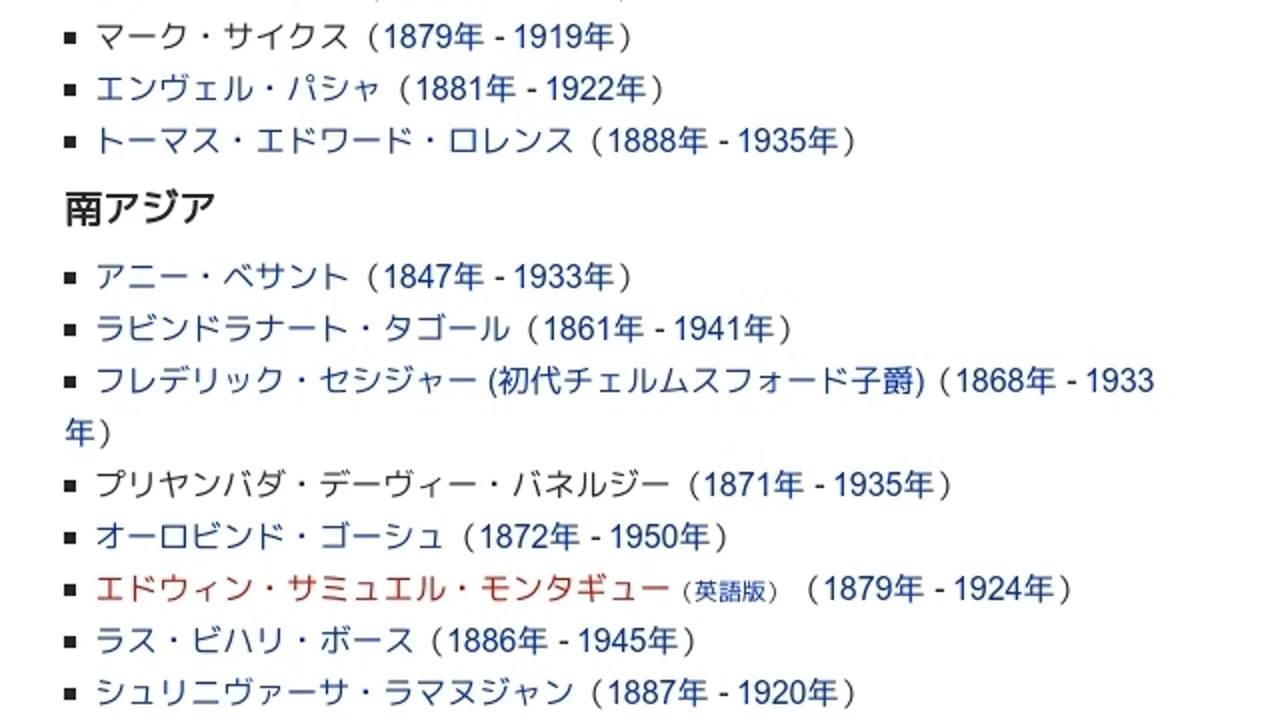 ▪ マーク・サイクス（1879年 - 1919年）
▪ エンヴェル・パシャ（1881年 - 1922年）
▪ トーマス・エドワード・ロレンス（1888年 - 1935年）
南アジア
▪ アニー・ベサント（1847年 - 1933年）
▪ ラビンドラナート・タゴール（1861年 - 1941年）
▪ フレデリック・セシジャー (初代チェルムスフォード子爵)（1868年 - 1933
年）
▪ プリヤンバダ・デーヴィー・バネルジー（1871年 - 1935年）
▪ オーロビンド・ゴーシュ（1872年 - 1950年）
▪ エドウィン・サミュエル・モンタギュー（英語版）（1879年 - 1924年）
▪ ラス・ビハリ・ボース（1886年 - 1945年）
▪ シュリニヴァーサ・ラマヌジャン（1887年 - 1920年）